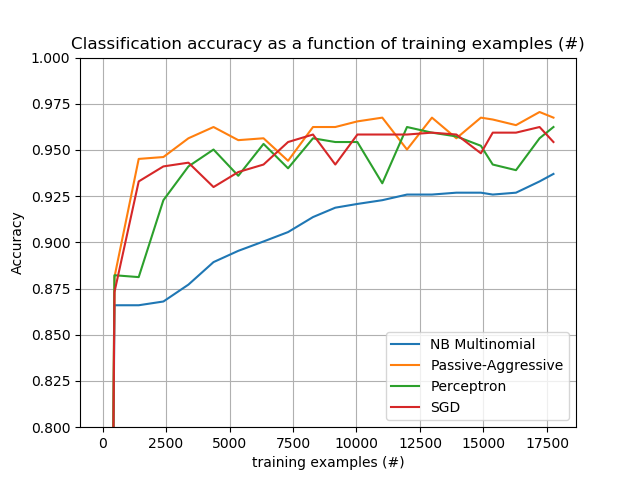 Classification accuracy as a function of training examples (#)
1.000
0.975
0.950
0.925
0.900
0.875
0.850
0.825
0.800
Accuracy
NB Multinomial
Passive-Aggressive
Perceptron
SGD
0 2500 5000 7500 10000 12500 15000 17500
training examples (#)